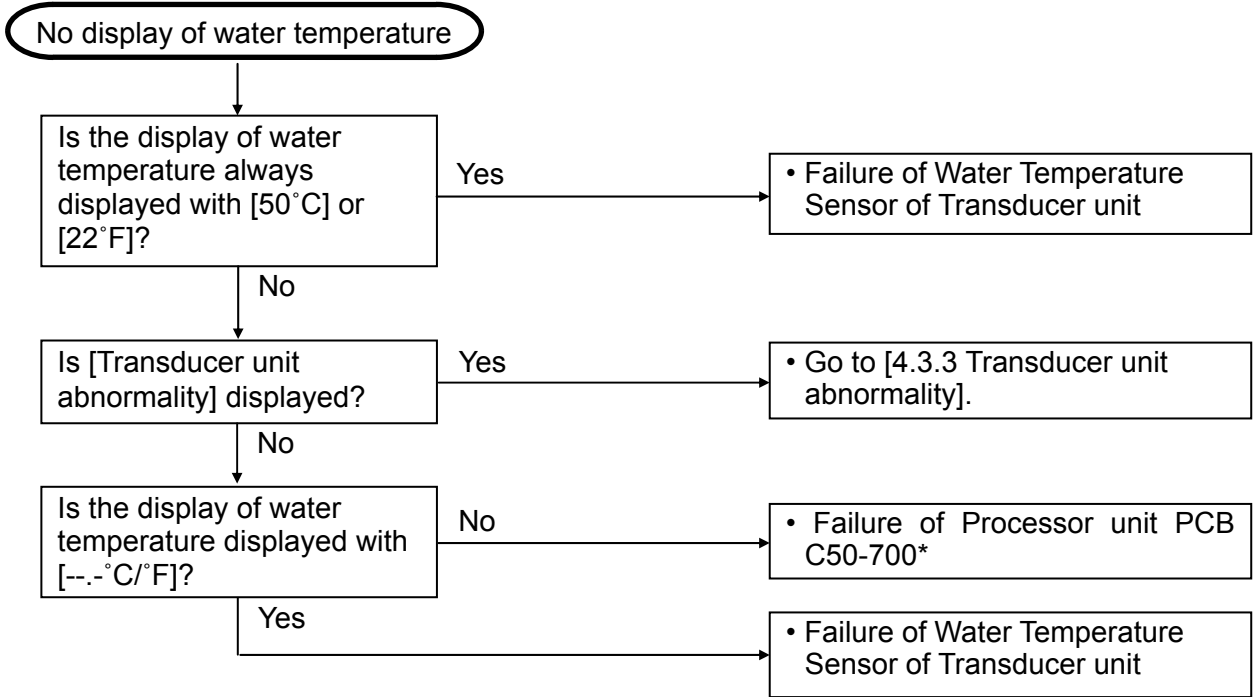 No display of water temperature
Is the display of water
temperature always
displayed with [50˚C] or
[22˚F]?
Yes
• Failure of Water Temperature
Sensor of Transducer unit
No
Is [Transducer unit
abnormality] displayed?
Yes
• Go to [4.3.3 Transducer unit
abnormality].
No
Is the display of water
temperature displayed with
[--.-˚C/˚F]?
No
• Failure of Processor unit PCB
C50-700*
Yes
• Failure of Water Temperature
Sensor of Transducer unit